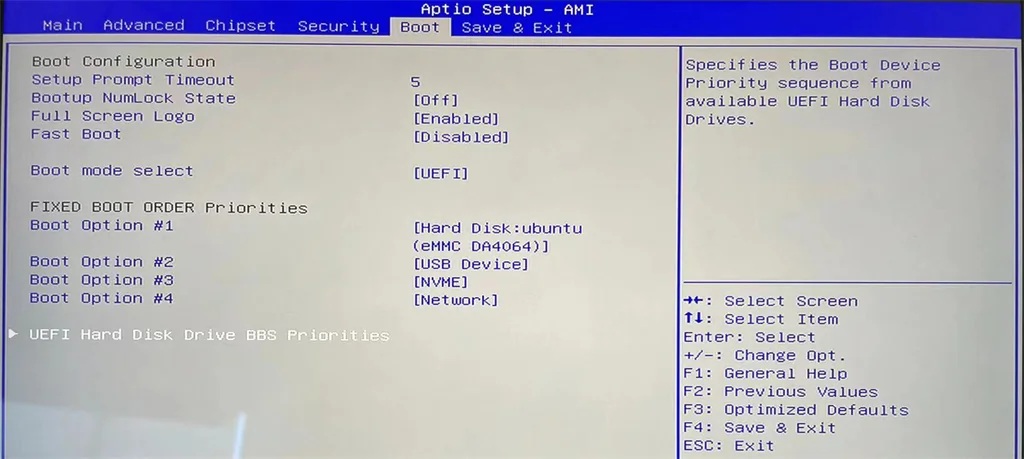 Aptio Setup - AMI
Main Advanced Chipset Security Boot Save & Exit
Boot Configuration
Setup Prompt Timeout 5
Bootup NumLock State [Off]
Full Screen Logo [Enabled]
Fast Boot [Disabled]
Boot mode select [UEFI]
FIXED BOOT ORDER Priorities
Boot Option #1 [Hard Disk:ubuntu
(eMMC DA4064)]
Boot Option #2 [USB Device]
Boot Option #3 [NVME]
Boot Option #4 [Network]
▶ UEFI Hard Disk Drive BBS Priorities
Specifies the Boot Device
Priority sequence from
available UEFI Hard Disk
Drives.
→←: Select Screen
↑↓: Select Item
Enter: Select
+/-: Change Opt.
F1: General Help
F2: Previous Values
F3: Optimized Defaults
F4: Save & Exit
ESC: Exit